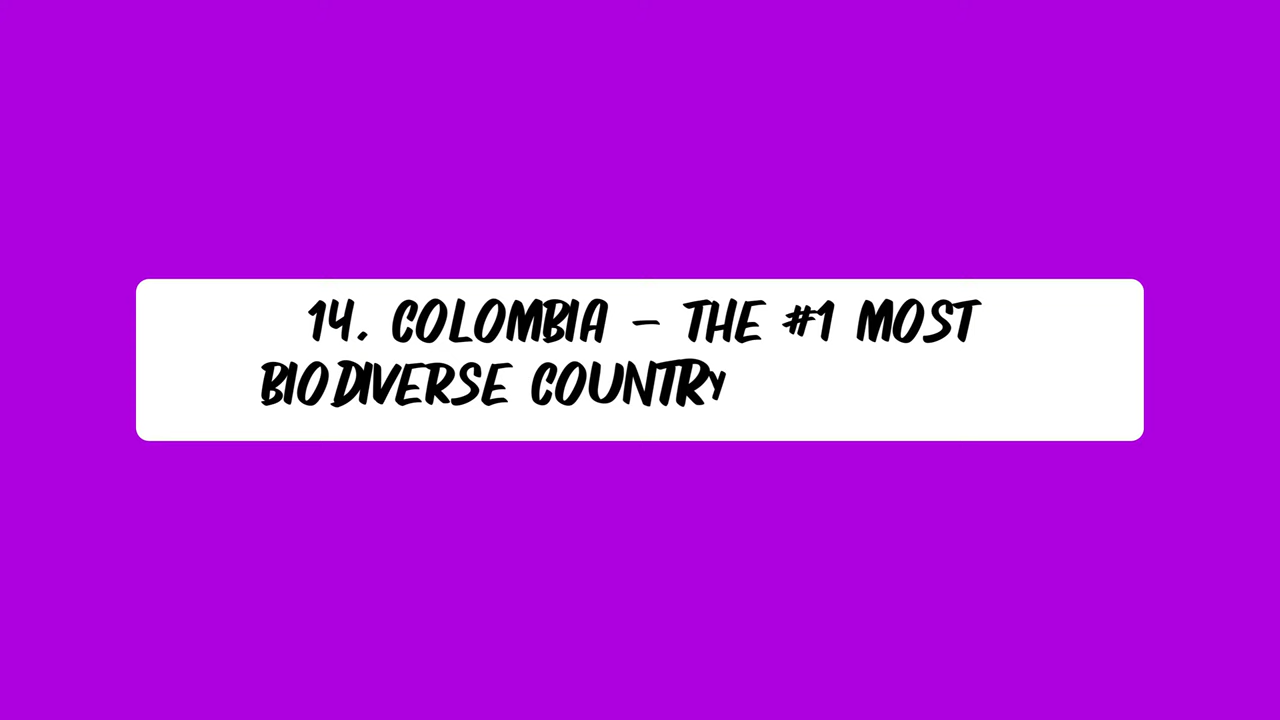 14. COLOMBIA – THE #1 MOST
BIODIVERSE COUNTRY